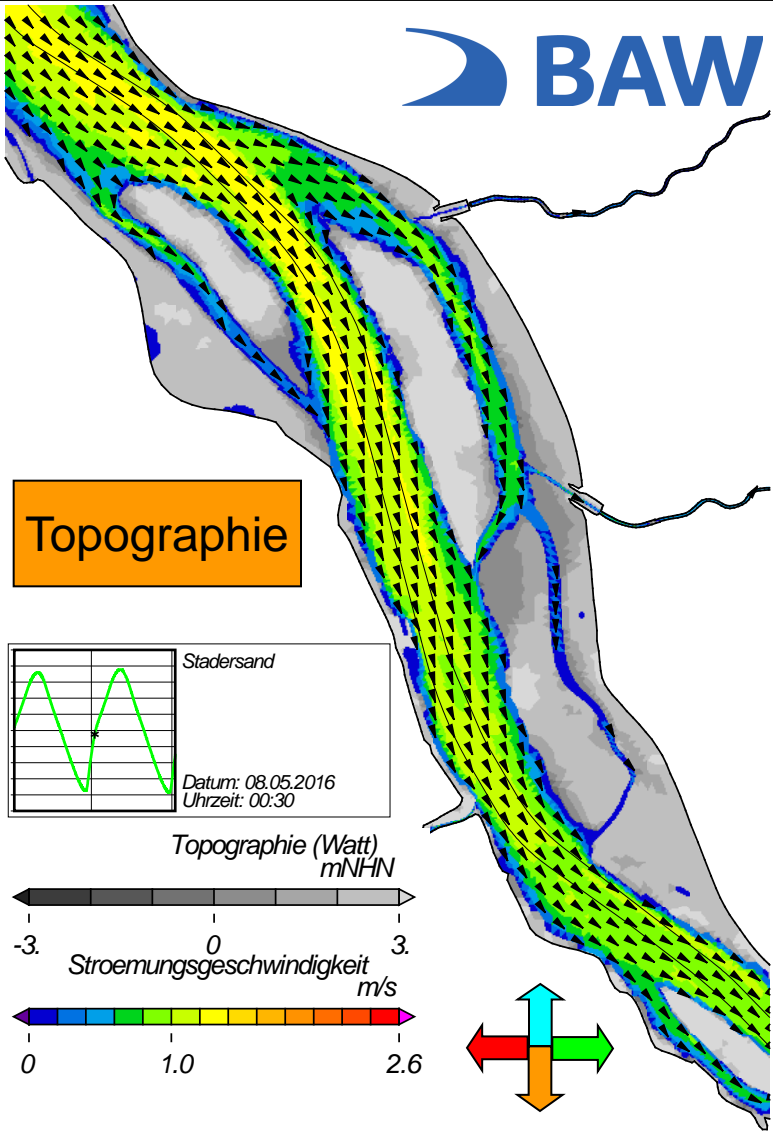 BAW
Topographie
Stadersand
Datum: 08.05.2016
Uhrzeit: 00:30
Topographie (Watt)
mNHN
-3. 0 3.
Stroemungsgeschwindigkeit
m/s
0 1.0 2.6